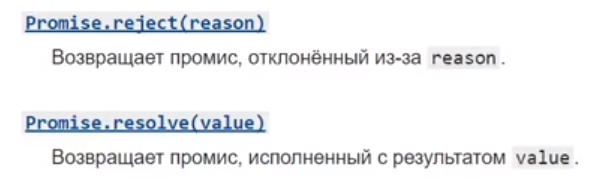 Promise.reject(reason)
Возвращает промис, отклонённый из-за reason.
Promise.resolve(value)
Возвращает промис, исполненный с результатом value.